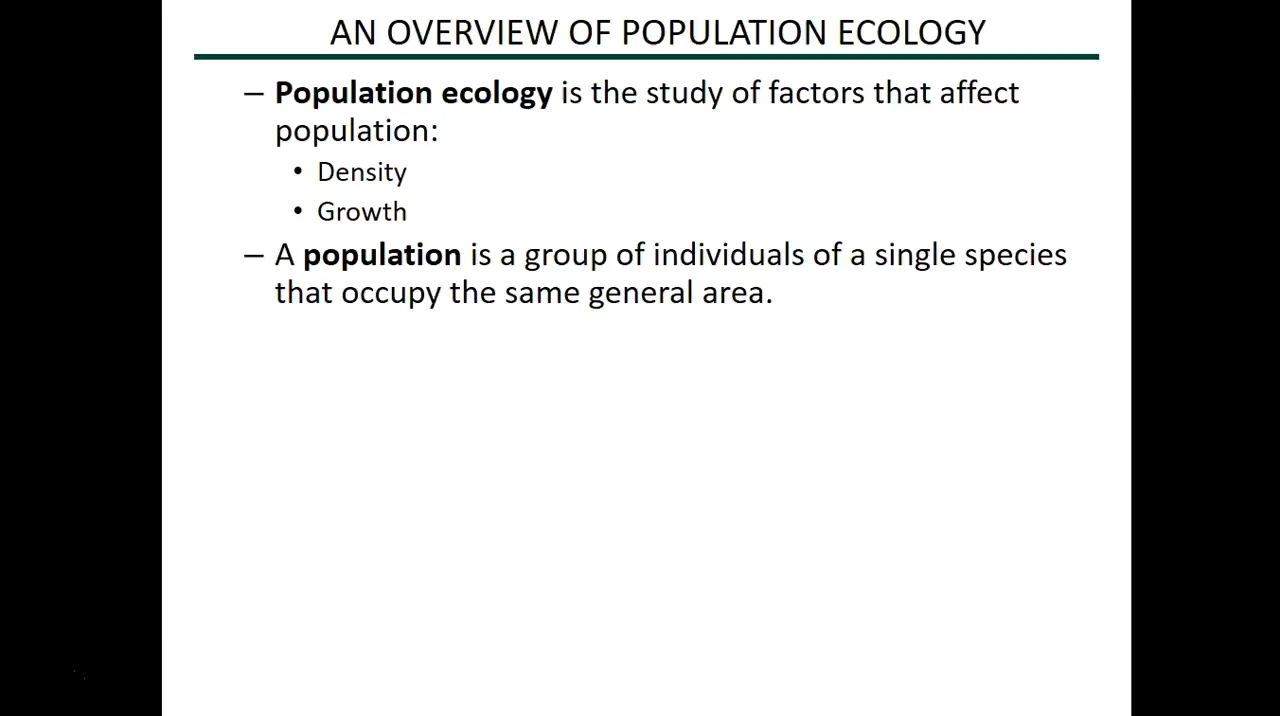 AN OVERVIEW OF POPULATION ECOLOGY
– Population ecology is the study of factors that affect
population:
• Density
• Growth
– A population is a group of individuals of a single species
that occupy the same general area.